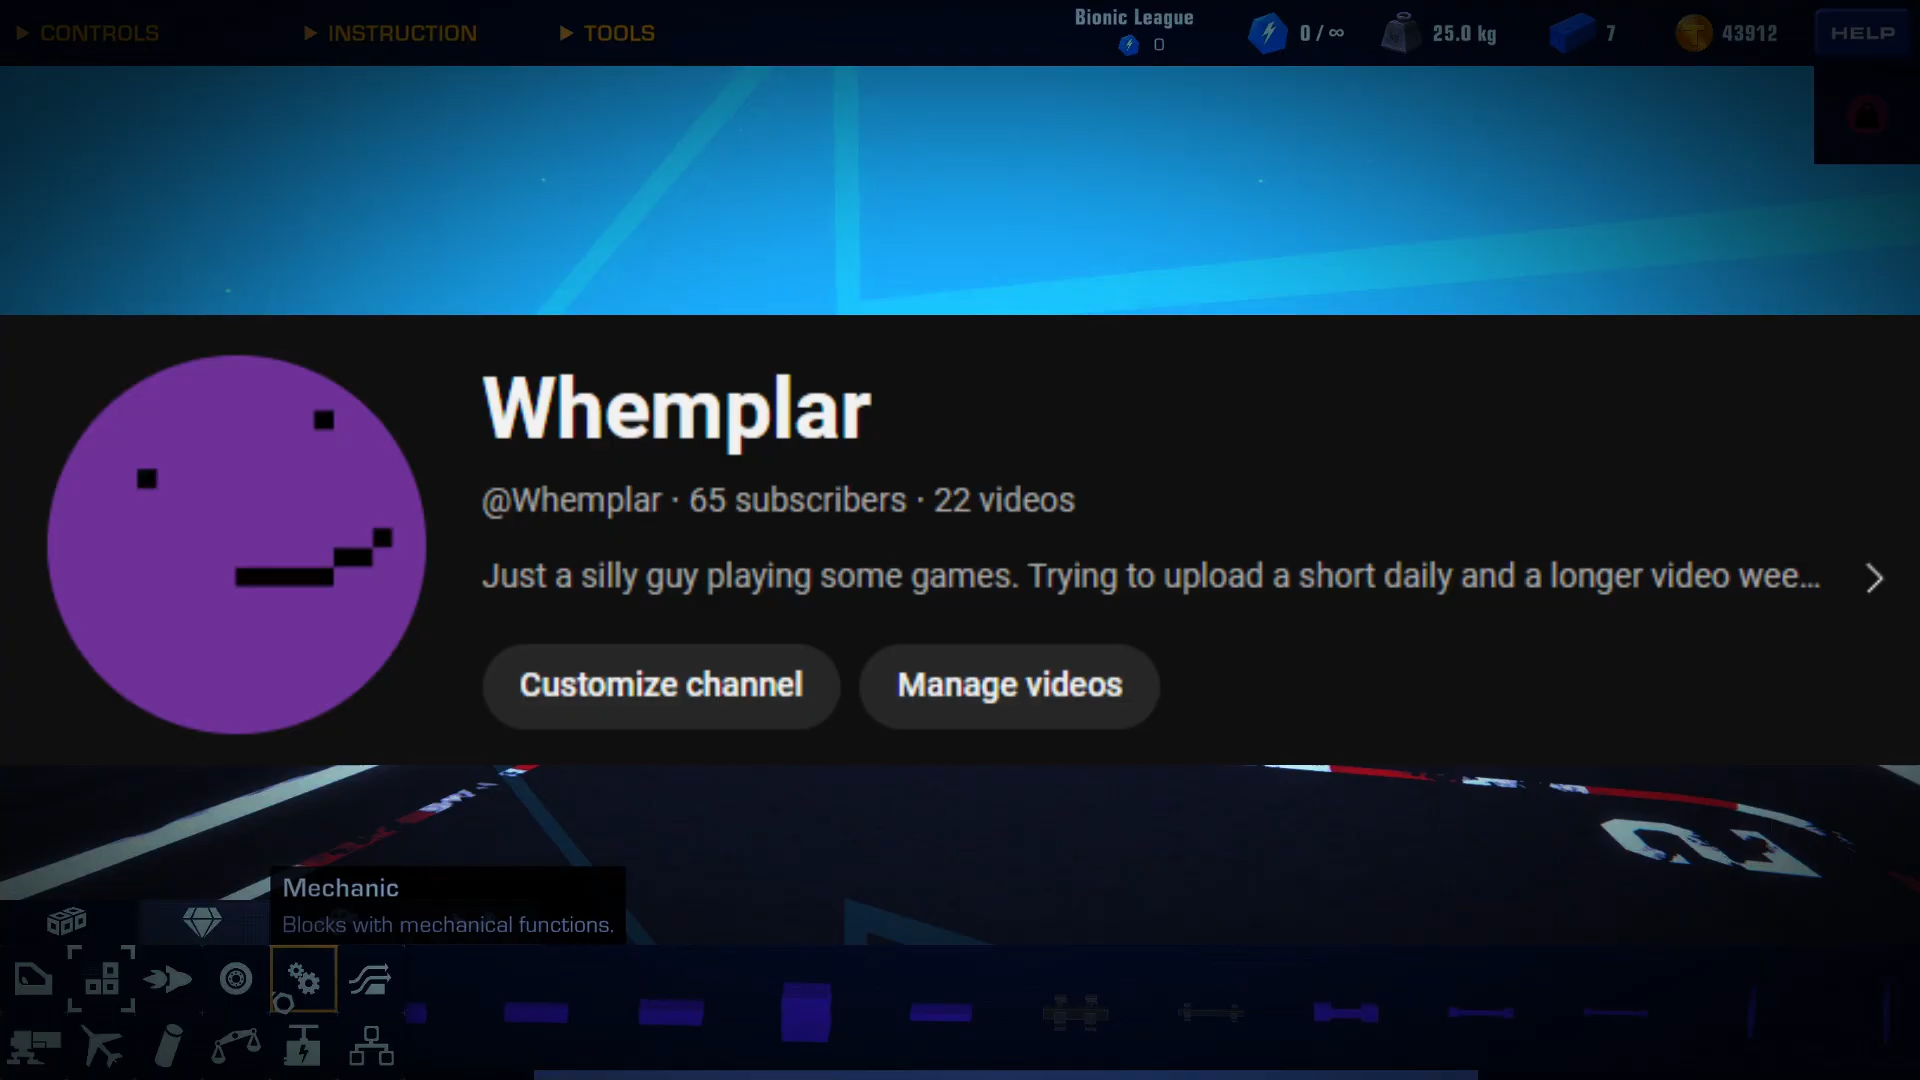 CONTROLS
INSTRUCTION
TOOLS
Bionic League
0
0 / ∞
25.0 kg
7
43912
HELP
Whemplar
@Whemplar · 65 subscribers · 22 videos
Just a silly guy playing some games. Trying to upload a short daily and a longer video wee...
Customize channel
Manage videos
2
Mechanic
Blocks with mechanical functions.